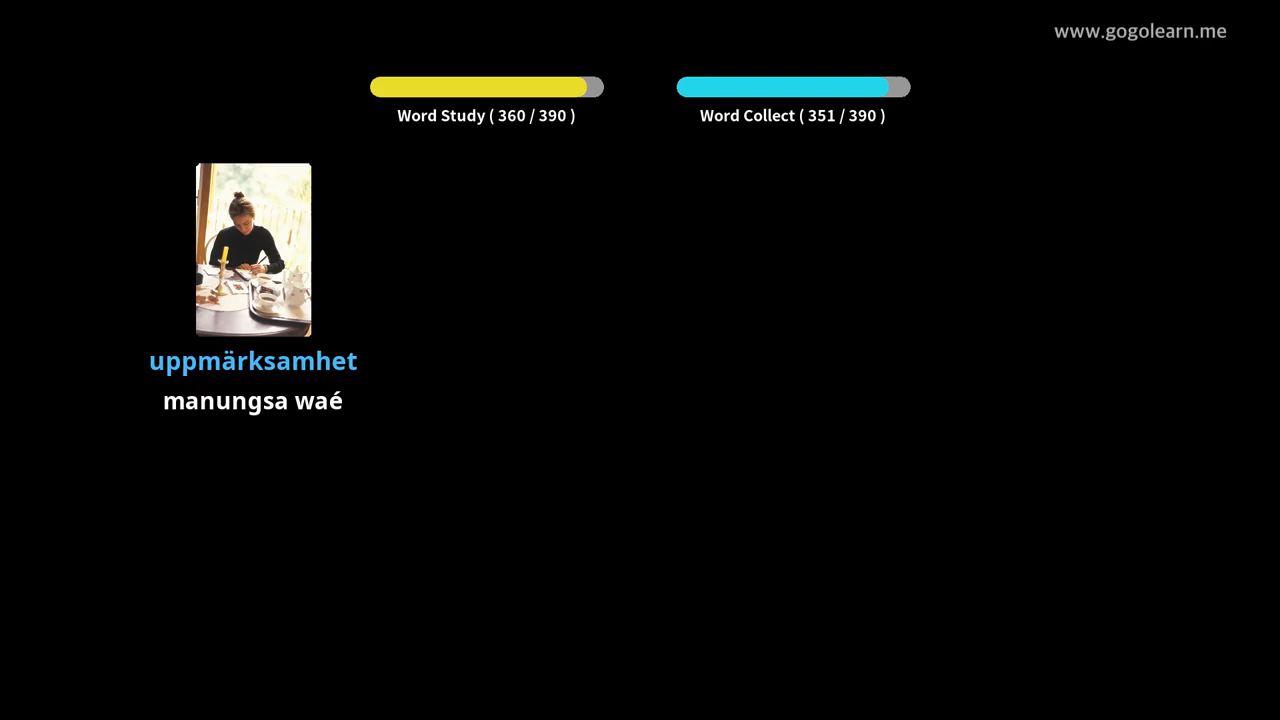 www.gogolearn.me
Word Study ( 360 / 390 )
Word Collect ( 351 / 390 )
uppmärksamhet
manungsa waé